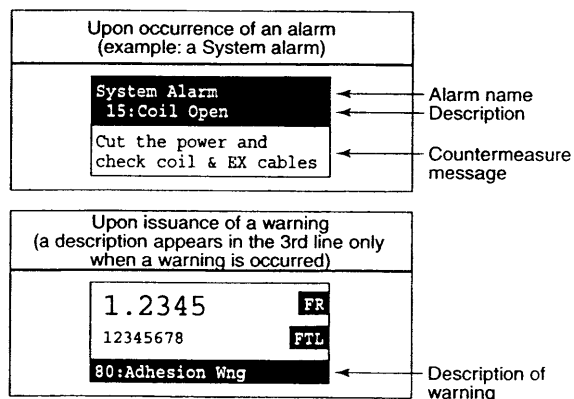 Upon occurrence of an alarm
(example: a System alarm)
System Alarm
15:Coil Open
Cut the power and
check coil & EX cables
Alarm name
Description
Countermeasure
message
Upon issuance of a warning
(a description appears in the 3rd line only
when a warning is occurred)
1.2345 FR
12345678 FTL
80:Adhesion Wng
Description of
warning